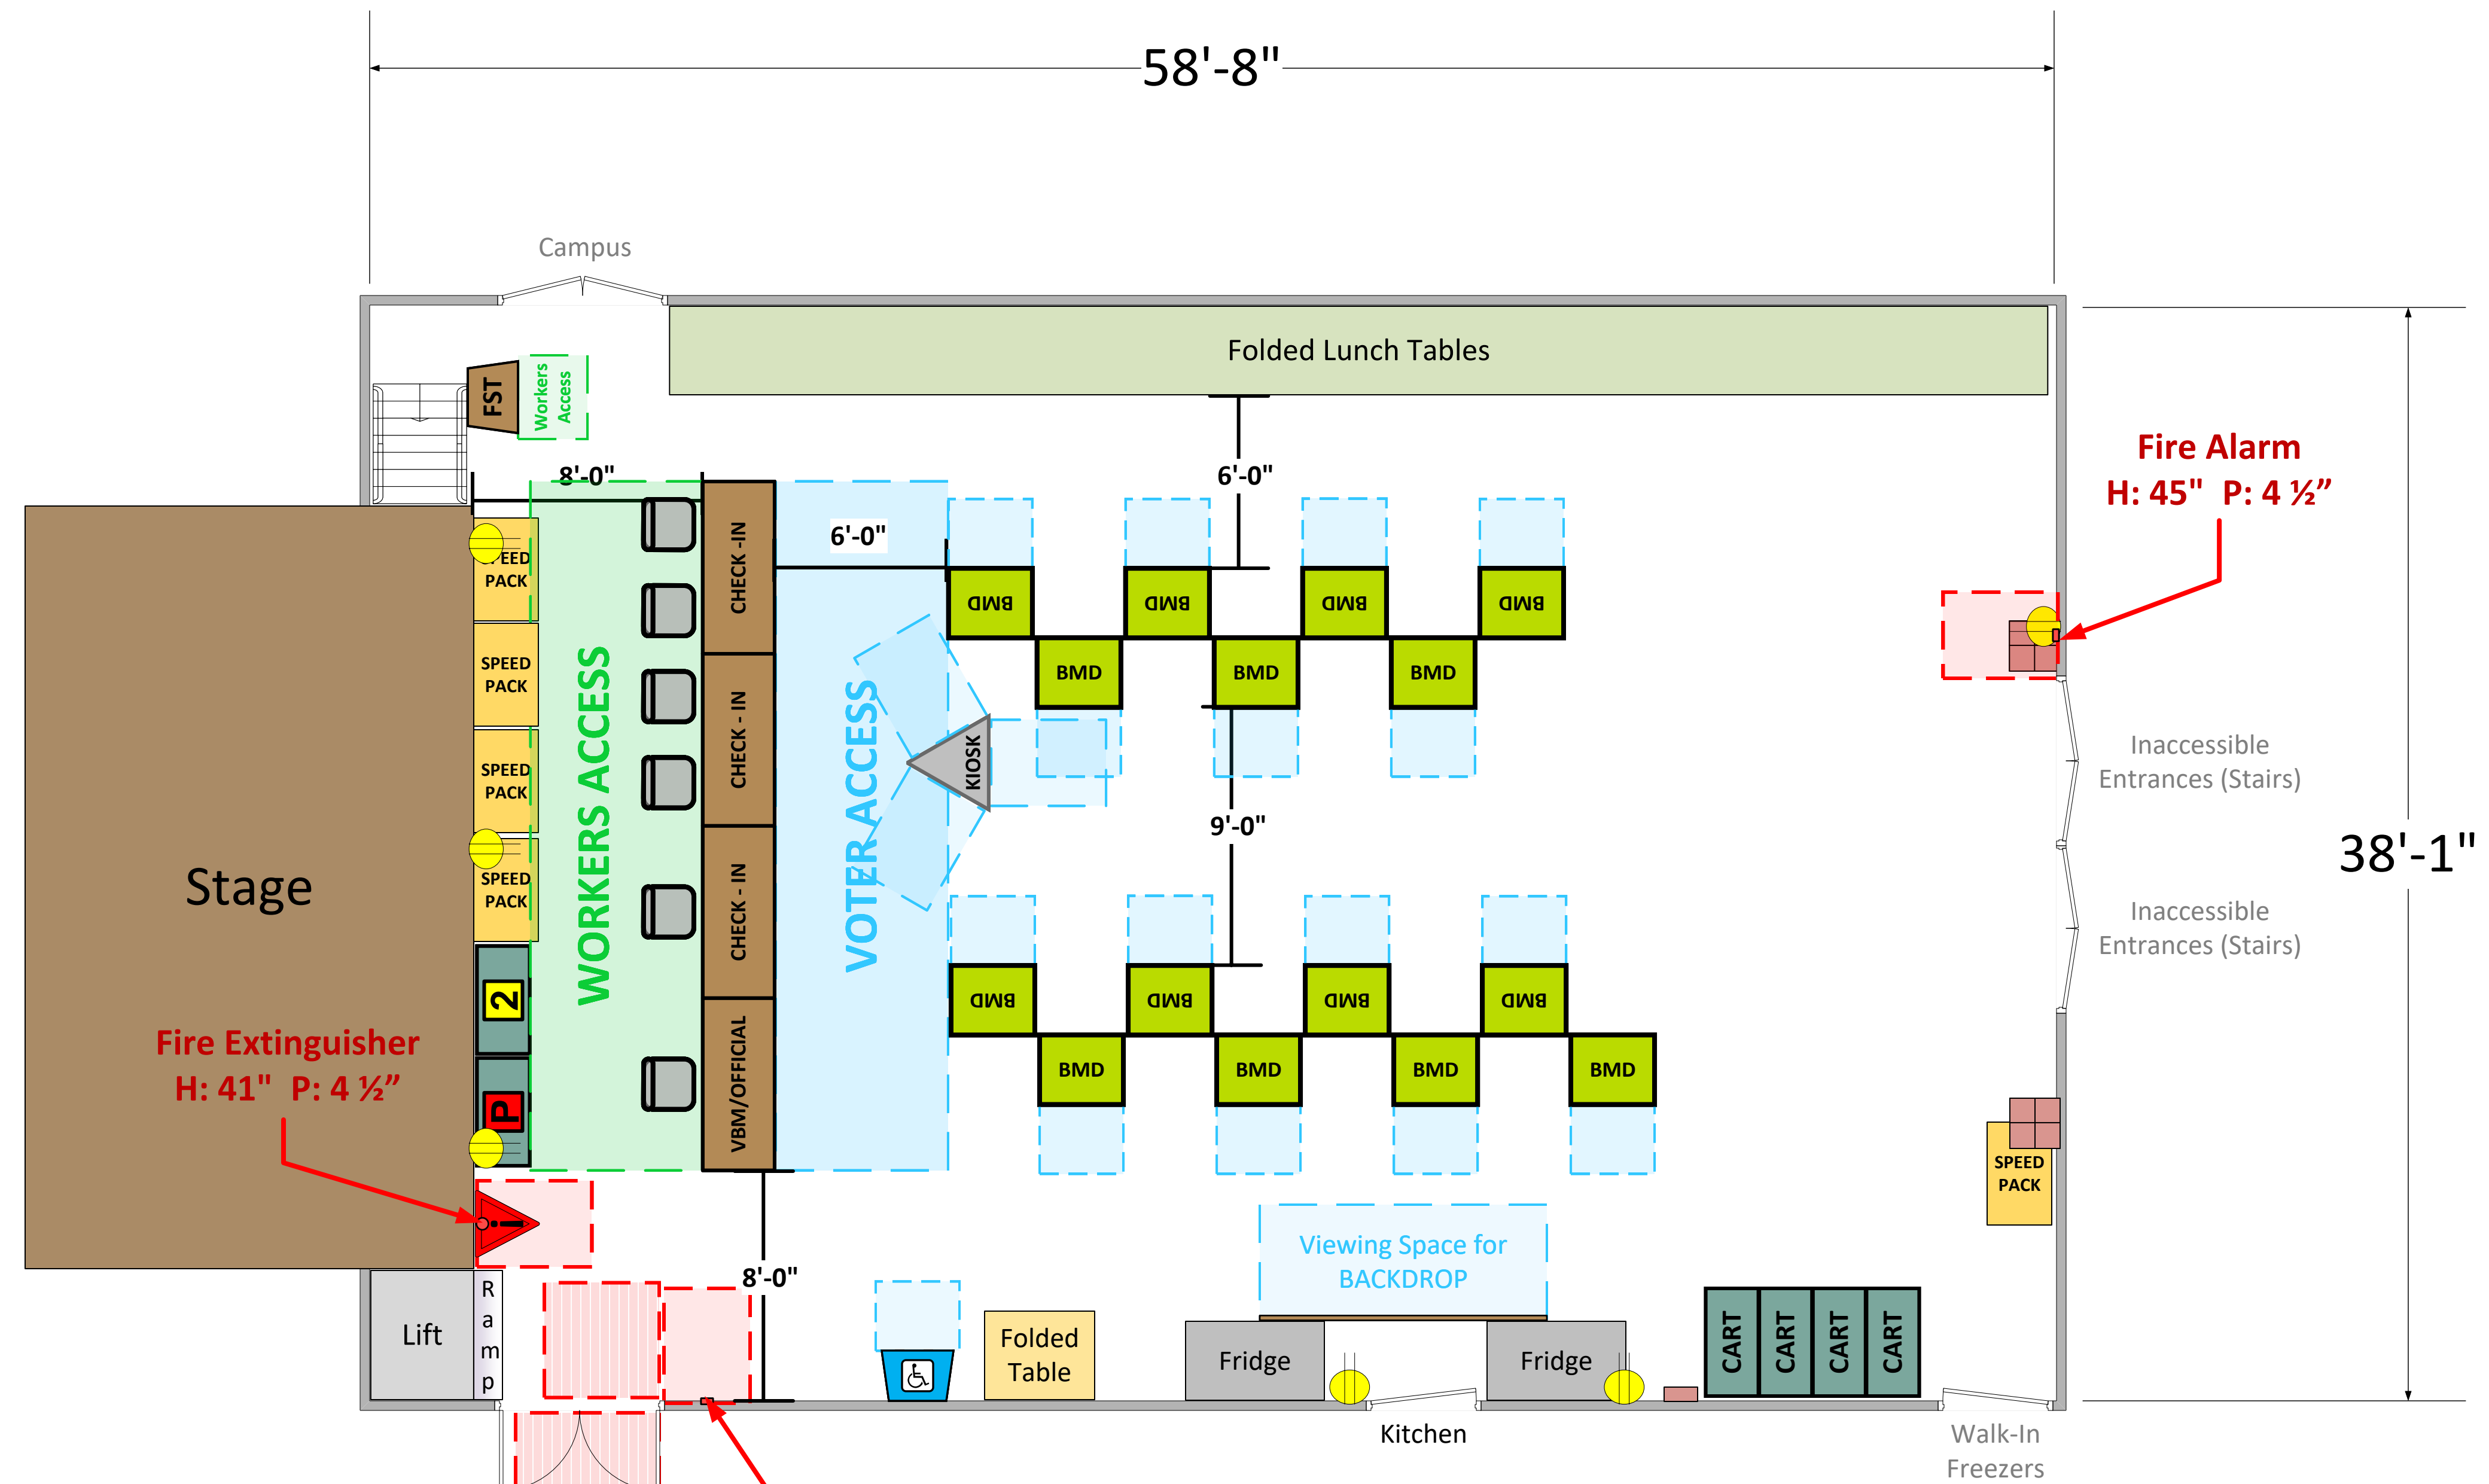 58'-8"
Campus
Folded Lunch Tables
FST
Workers
Access
8'-0"
6'-0"
6'-0"
Fire Alarm
H: 45"  P: 4 ½”
SPEED
PACK
SPEED
PACK
SPEED
PACK
SPEED
PACK
WORKERS ACCESS
CHECK -IN
CHECK - IN
CHECK - IN
VBM/OFFICIAL
VOTER ACCESS
KIOSK
BMD
BMD
BMD
BMD
BMD
BMD
BMD
9'-0"
Inaccessible
Entrances (Stairs)
Inaccessible
Entrances (Stairs)
38'-1"
Stage
2
P
Fire Extinguisher
H: 41"  P: 4 ½”
BMD
BMD
BMD
BMD
BMD
BMD
BMD
BMD
SPEED
PACK
Viewing Space for
BACKDROP
8'-0"
Lift
Ramp
Folded
Table
Fridge
Fridge
CART
CART
CART
CART
Kitchen
Walk-In
Freezers